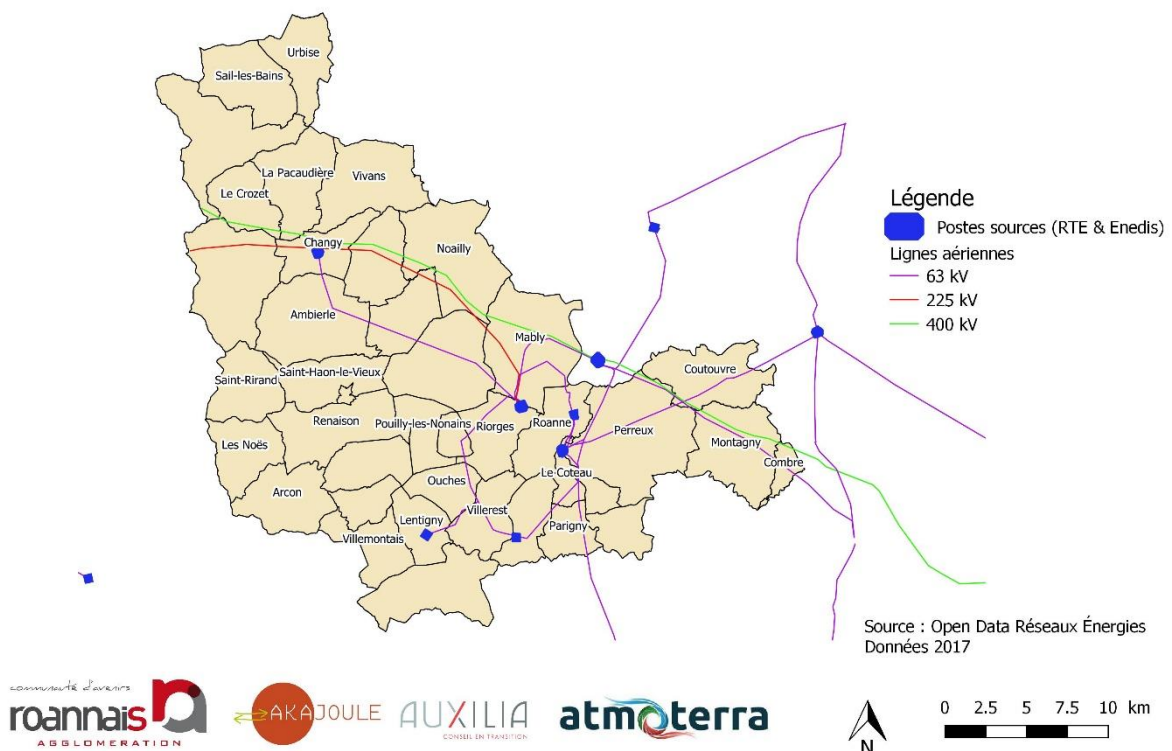 Urbise
Sail-les-Bains
La Pacaudière
Vivans
Le Crozet
Changy
Noailly
Ambierle
Mably
Saint-Rirand
Saint-Haon-le-Vieux
Coutouvre
Renaison
Pouilly-les-Nonains
Riorges
Roanne
Perreux
Les Noës
Montagny
Combre
Le-Coteau
Arcon
Ouches
Villerest
Lentigny
Parigny
Villemontais
Légende
Postes sources (RTE & Enedis)
Lignes aériennes
63 kV
225 kV
400 kV
Source : Open Data Réseaux Énergies
Données 2017
communauté d'avenirs
roannais
AGGLOMERATION
AKAJOULE
AUXILIA
CONSEIL EN TRANSITION
atmoterra
N
0 2.5 5 7.5 10 km